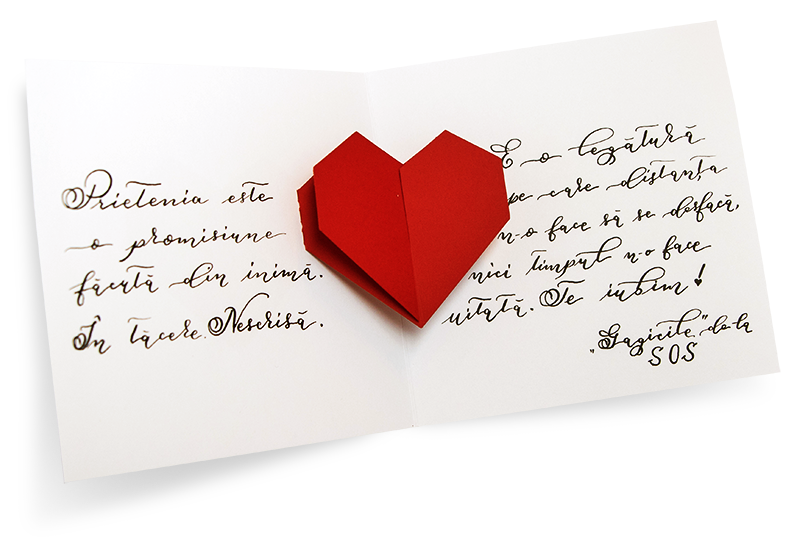 Prietenia este
o promisiune
făcută din inimă.
În tăcere. Nescrisă.
E o legătură
pe care distanța
n-o face să se desfacă,
nici timpul n-o face
uitată. Te iubim!
„Gagicile" de la
SOS